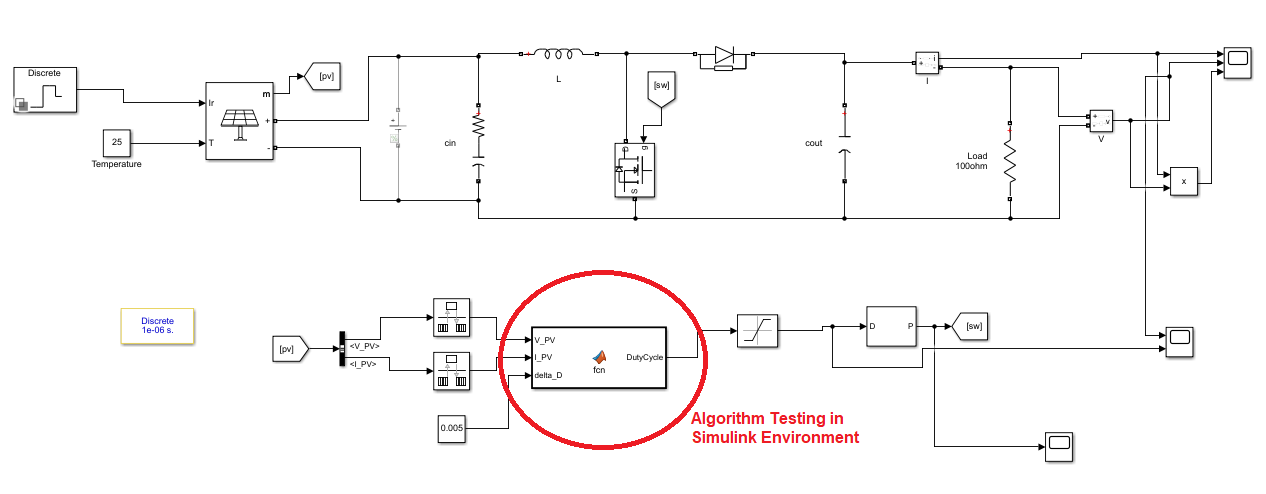 Discrete
Ir
T
m
+
-
[pv]
25
Temperature
cin
L
[sw]
g
D
S
cout
I
i
+
-
Load
100ohm
+
-
v
V
x
Discrete
1e-06 s.
[pv]
<V_PV>
<I_PV>
0.005
V_PV
I_PV
delta_D
fcn
DutyCycle
D
P
[sw]
Algorithm Testing in
Simulink Environment